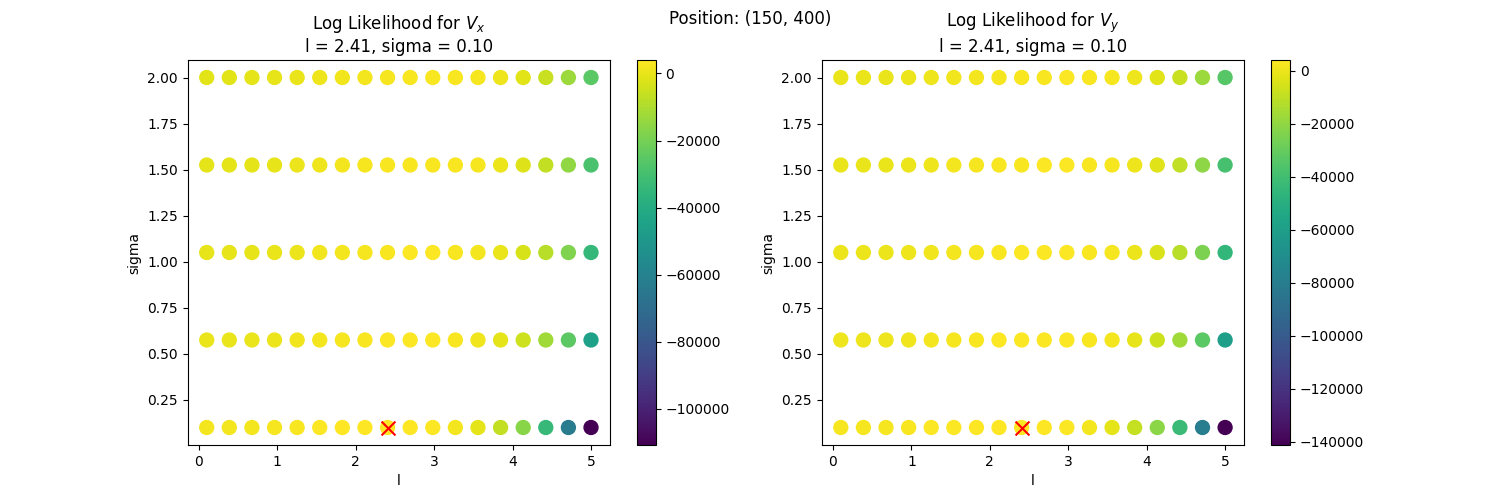 Position: (150, 400)
Log Likelihood for V_x
l = 2.41, sigma = 0.10
2.00
1.75
1.50
1.25
1.00
0.75
0.50
0.25
sigma
0 1 2 3 4 5
l
0
−20000
−40000
−60000
−80000
−100000
Log Likelihood for V_y
l = 2.41, sigma = 0.10
2.00
1.75
1.50
1.25
1.00
0.75
0.50
0.25
sigma
0 1 2 3 4 5
l
0
−20000
−40000
−60000
−80000
−100000
−120000
−140000